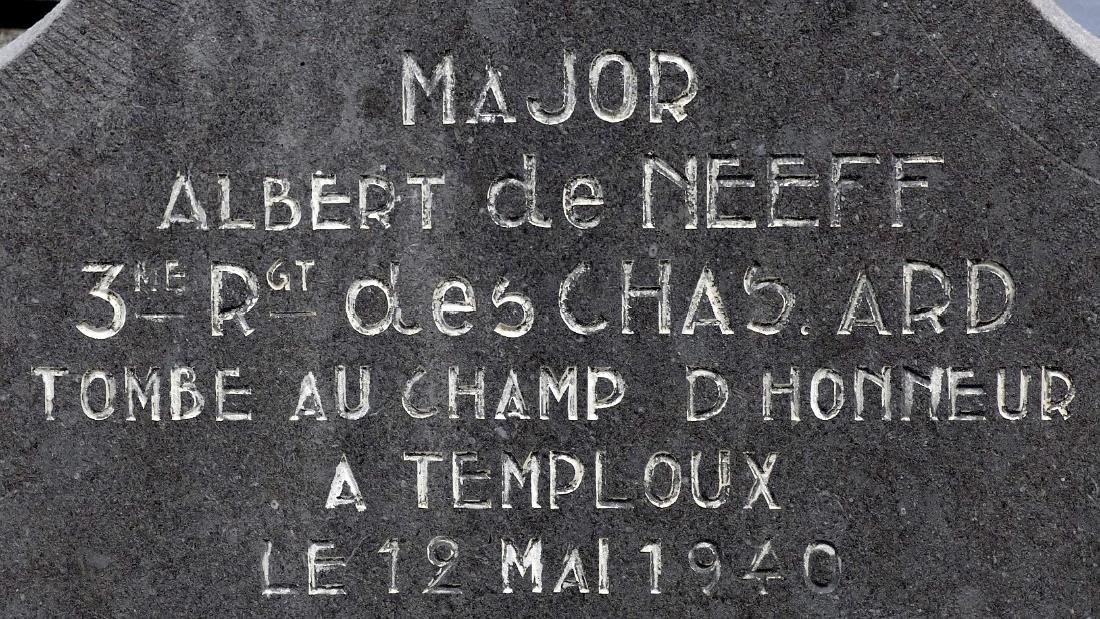 MAJOR
ALBERT de NEEFF
3ME RGT des CHAS. ARD
TOMBE AU CHAMP D HONNEUR
A TEMPLOUX
LE 12 MAI 1940